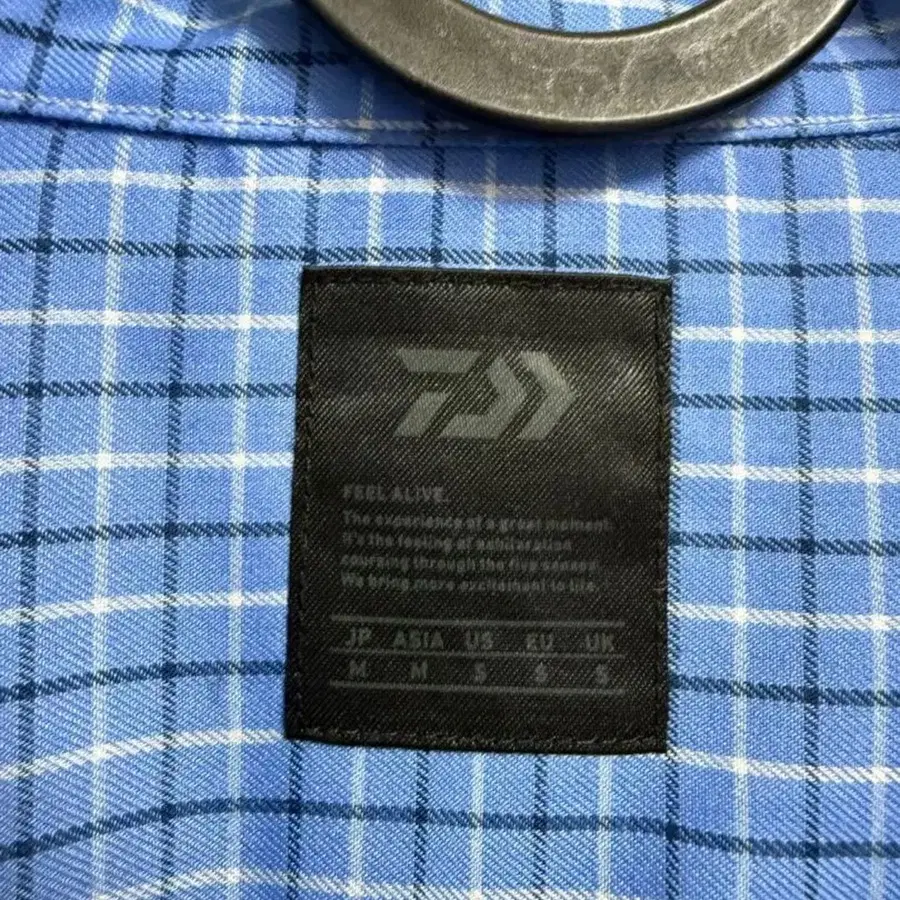 FEEL ALIVE.
The experience of a great moment.
It's the feeling of exhilaration
coursing through the five senses.
We bring more excitement to life.
JP ASIA US EU UK
M M S S S